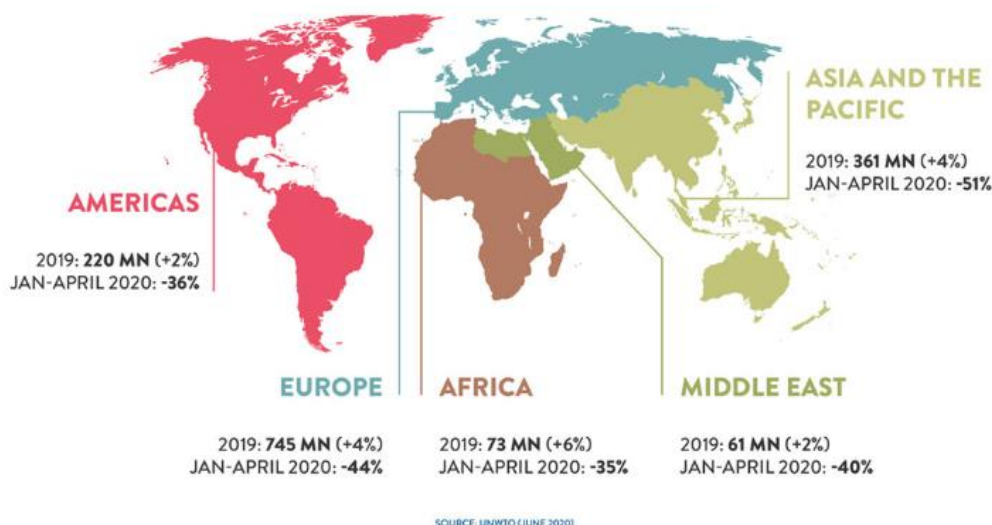 ASIA AND THE
PACIFIC
2019: 361 MN (+4%)
JAN-APRIL 2020: -51%
AMERICAS
2019: 220 MN (+2%)
JAN-APRIL 2020: -36%
EUROPE
2019: 745 MN (+4%)
JAN-APRIL 2020: -44%
AFRICA
2019: 73 MN (+6%)
JAN-APRIL 2020: -35%
MIDDLE EAST
2019: 61 MN (+2%)
JAN-APRIL 2020: -40%
SOURCE: UNWTO (JUNE 2020)